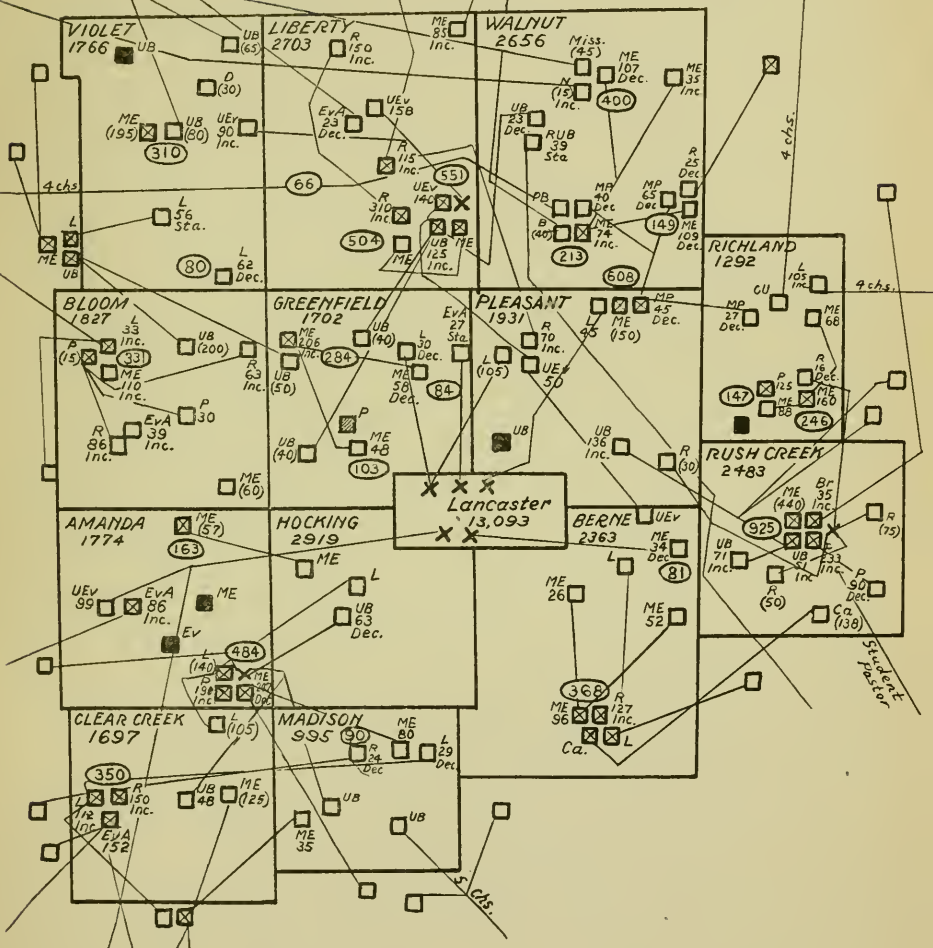 VIOLET
1766
UB
UB
(65)
D
(30)
ME
(195)
UB
(80)
310
UEv
90
Inc.
4 chs
L
56
Sta.
80
L
62
Dec.
L
ME
UB
LIBERTY
2703
R
150
Inc.
ME
85
Inc.
UEv
158
EvA
23
Dec.
R
115
Inc.
66
551
R
310
Inc.
UEv
140
504
ME
UB
125
Inc.
ME
WALNUT
2656
Miss.
(45)
ME
107
Dec.
N
(15)
Inc.
400
ME
35
Inc
UB
23
Dec.
RUB
39
Sta
R
25
Dec.
PB
MP
40
Dec
MP
65
Dec
B
(40)
ME
74
Inc.
213
149
ME
109
Dec.
608
4 chs.
RICHLAND
1292
L
105
Inc
CU
4 chs.
MP
27
Dec.
ME
68
R
16
Dec.
P
125
147
ME
88
ME
160
246
BLOOM
1827
L
33
Inc.
P
(15)
331
UB
(200)
ME
110
Inc.
R
63
Inc.
P
30
EvA
39
Inc.
R
86
Inc.
ME
(60)
GREENFIELD
1702
ME
206
Inc.
UB
(40)
284
L
30
Dec.
EvA
27
Sta
UB
(50)
ME
58
Dec.
84
P
UB
(40)
ME
48
103
PLEASANT
1931
L
45
ME
(150)
MP
45
Dec.
R
70
Inc.
L
(105)
UEv
50
UB
UB
136
Inc.
R
(30)
RUSH CREEK
2483
ME
(440)
Br
35
Inc.
925
R
(75)
UB
71
Inc.
UB
51
Inc
233
Inc
R
(50)
P
90
Dec.
Ca
(138)
Student
Pastor
Lancaster
13,093
AMANDA
1774
ME
(57)
163
UEv
99
EvA
86
Inc.
ME
Ev
484
L
(140)
P
Inc
ME
Dec
HOCKING
2919
ME
L
UB
63
Dec.
BERNE
2363
UEv
ME
34
Dec
81
L
ME
26
ME
52
368
ME
96
R
127
Inc.
Ca.
L
CLEAR CREEK
1697
L
(105)
350
L
112
Inc
R
150
Inc.
UB
48
ME
(125)
EvA
152
MADISON
995
90
R
24
Dec
ME
80
L
29
Dec
UB
ME
35
UB
5 chs.